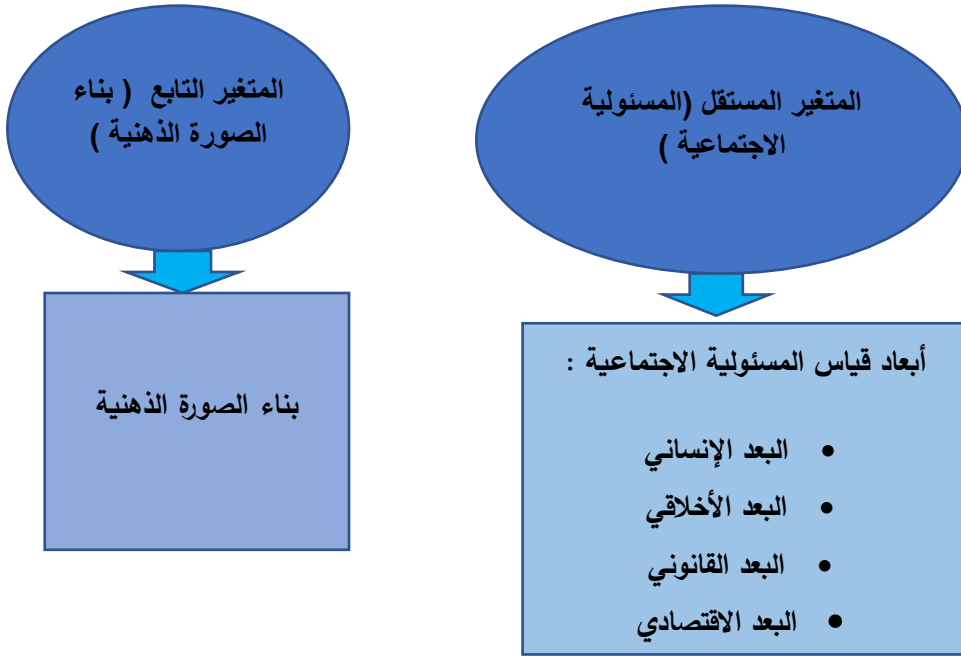 المتغير المستقل (المسئولية
الاجتماعية )
أبعاد قياس المسئولية الاجتماعية :
• البعد الإنساني
• البعد الأخلاقي
• البعد القانوني
• البعد الاقتصادي
المتغير التابع ( بناء
الصورة الذهنية )
بناء الصورة الذهنية